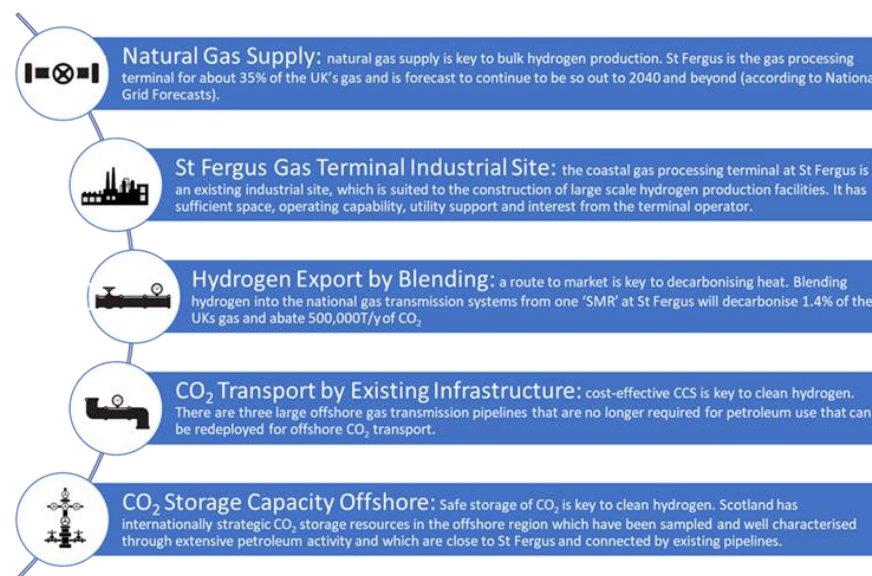 Natural Gas Supply: natural gas supply is key to bulk hydrogen production. St Fergus is the gas processing
terminal for about 35% of the UK's gas and is forecast to continue to be so out to 2040 and beyond (according to Nationa
Grid Forecasts).
St Fergus Gas Terminal Industrial Site: the coastal gas processing terminal at St Fergus is
an existing industrial site, which is suited to the construction of large scale hydrogen production facilities. It has
sufficient space, operating capability, utility support and interest from the terminal operator.
Hydrogen Export by Blending: a route to market is key to decarbonising heat. Blending
hydrogen into the national gas transmission systems from one 'SMR' at St Fergus will decarbonise 1.4% of the
UKs gas and abate 500,000T/y of CO₂
CO₂ Transport by Existing Infrastructure: cost-effective CCS is key to clean hydrogen.
There are three large offshore gas transmission pipelines that are no longer required for petroleum use that can
be redeployed for offshore CO₂ transport.
CO₂ Storage Capacity Offshore: Safe storage of CO₂ is key to clean hydrogen. Scotland has
internationally strategic CO₂ storage resources in the offshore region which have been sampled and well characterised
through extensive petroleum activity and which are close to St Fergus and connected by existing pipelines.